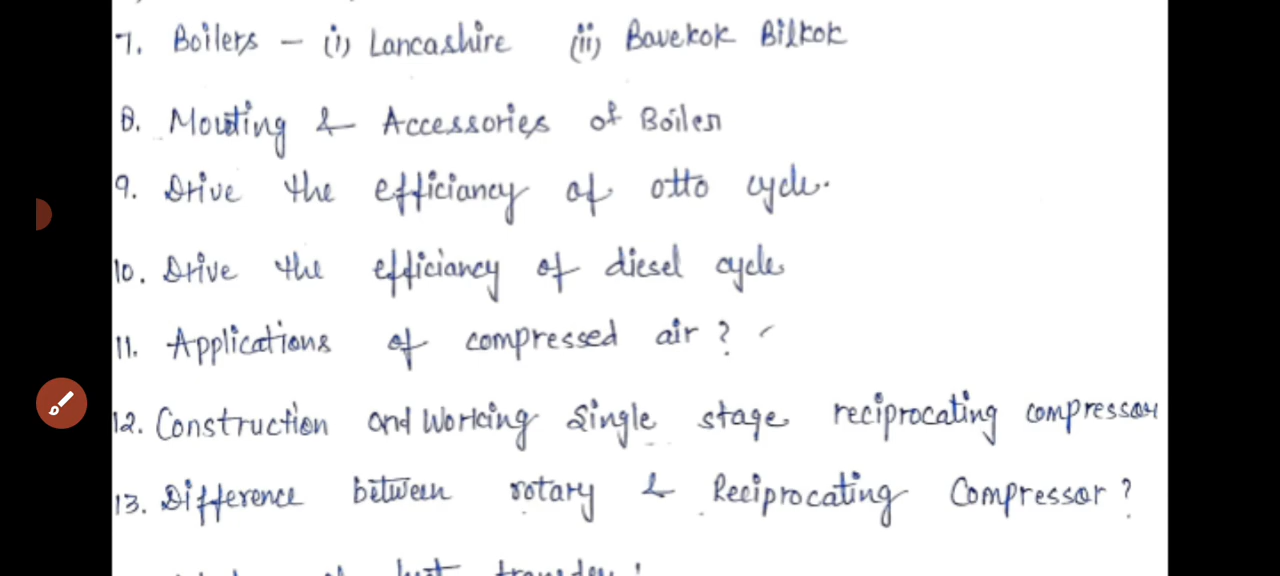 7. Boilers - (i) Lancashire (ii) Bavekok Bilkok
8. Mouting & Accessories of Boiler
9. Drive the efficiancy of otto cycle.
10. Drive the efficiancy of diesel cycle
11. Applications of compressed air?
12. Construction and Working Single stage reciprocating compressor
13. Difference between rotary & Reciprocating Compressor?